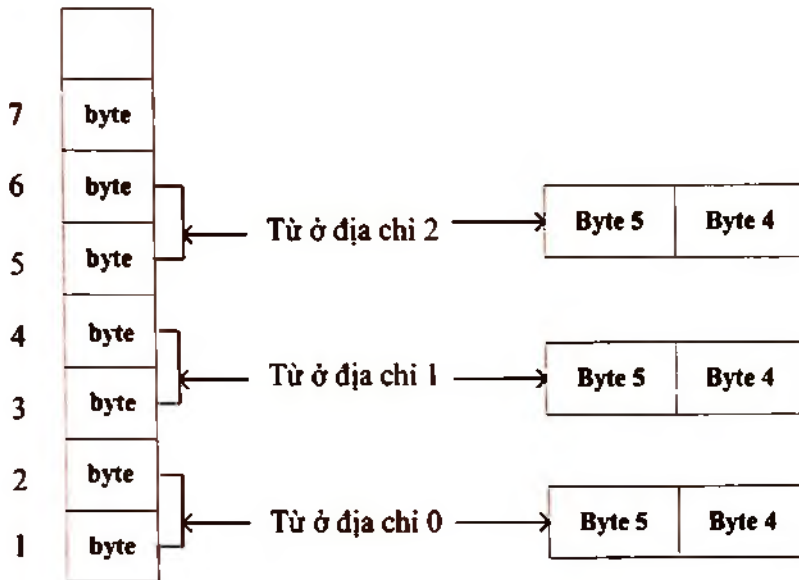 7 byte
6 byte
Từ ở địa chỉ 2 Byte 5 Byte 4
5 byte
4 byte
Từ ở địa chỉ 1 Byte 5 Byte 4
3 byte
2 byte
Từ ở địa chỉ 0 Byte 5 Byte 4
1 byte